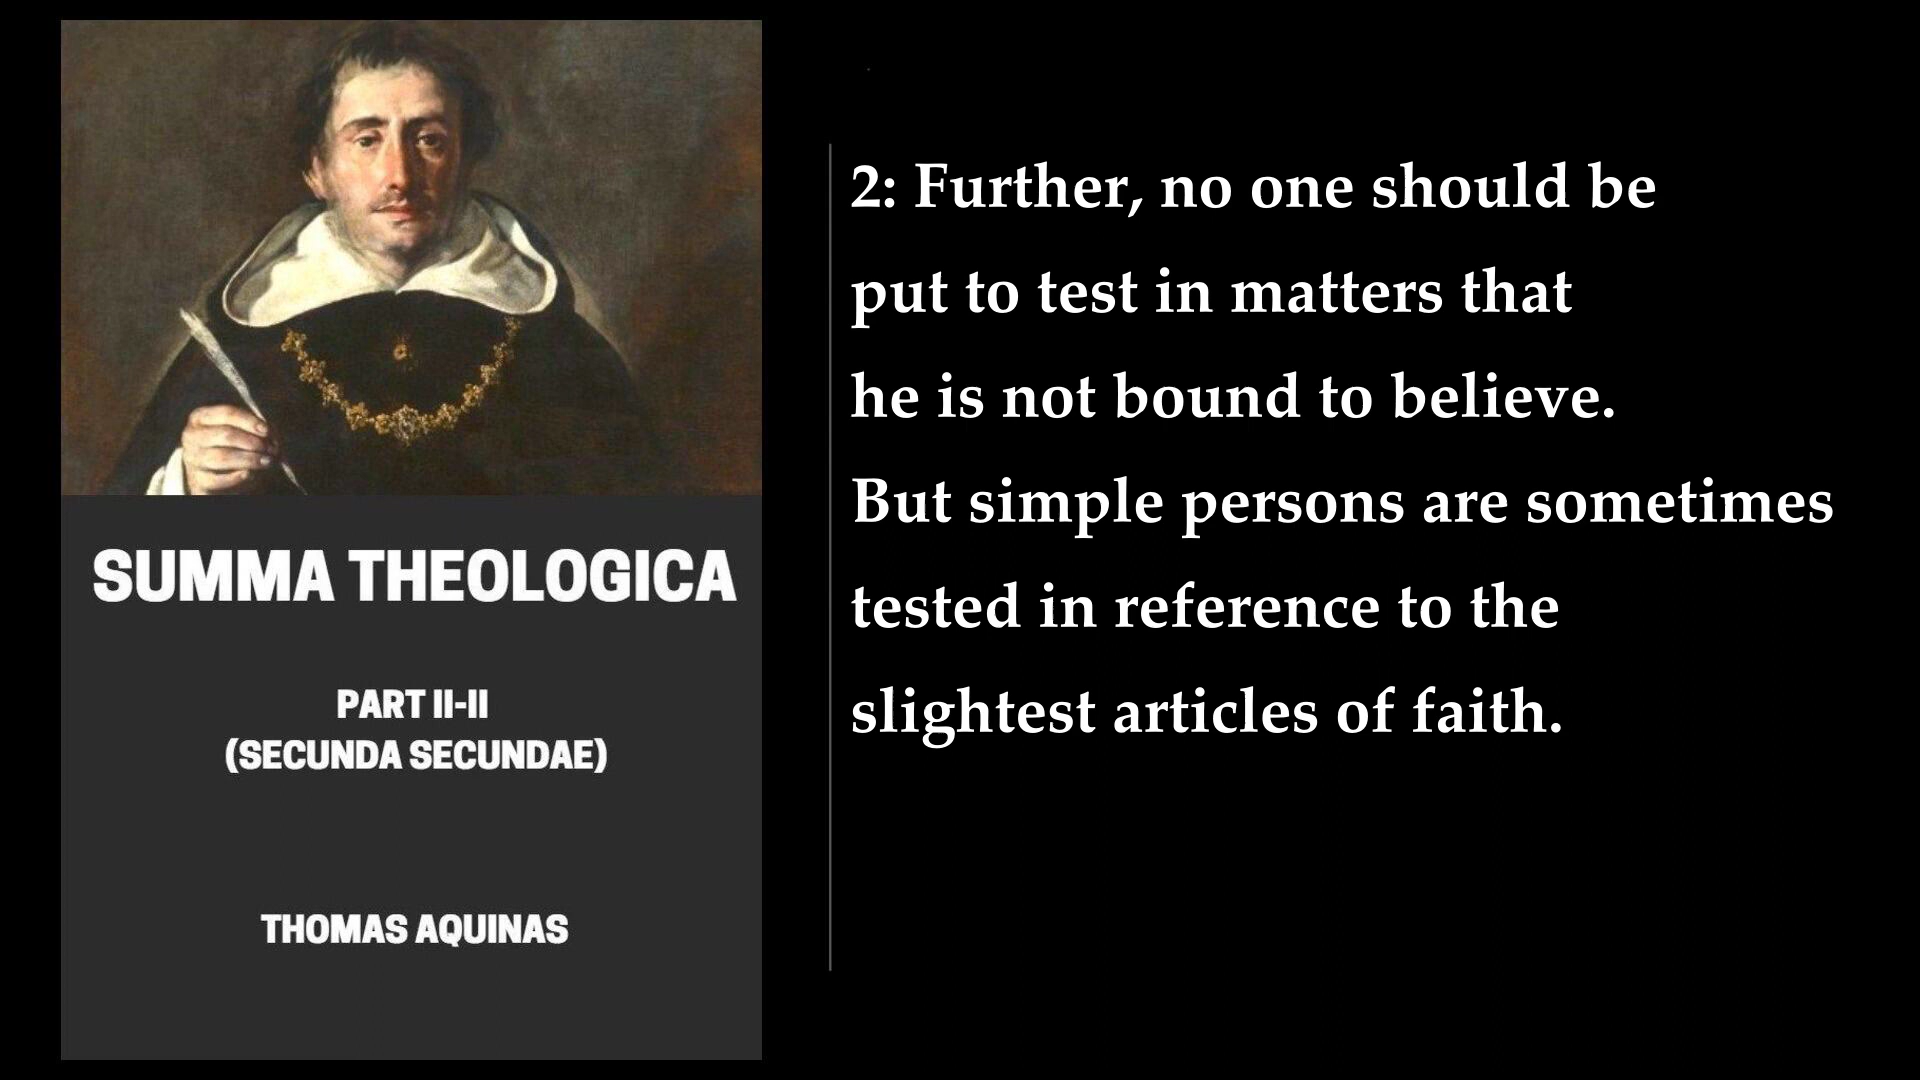 SUMMA THEOLOGICA
PART II-II
(SECUNDA SECUNDAE)
THOMAS AQUINAS
2: Further, no one should be
put to test in matters that
he is not bound to believe.
But simple persons are sometimes
tested in reference to the
slightest articles of faith.